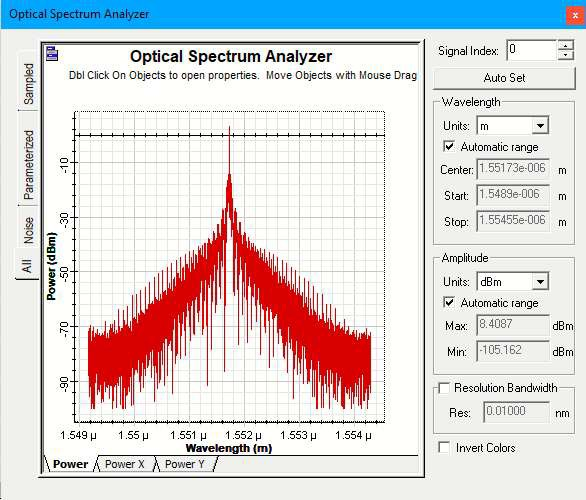 Optical Spectrum Analyzer
x
Optical Spectrum Analyzer
Dbl Click On Objects to open properties. Move Objects with Mouse Drag
Sampled
Parameterized
Noise
All
Power (dBm)
-10
-30
-50
-70
-90
1.549 µ 1.55 µ 1.551 µ 1.552 µ 1.553 µ 1.554 µ
Wavelength (m)
Power Power X Power Y
Signal Index: 0
Auto Set
Wavelength
Units: m
Automatic range
Center: 1.55173e-006 m
Start: 1.5489e-006 m
Stop: 1.55455e-006 m
Amplitude
Units: dBm
Automatic range
Max: 8.4087 dBm
Min: -105.162 dBm
Resolution Bandwidth
Res: 0.01000 nm
Invert Colors